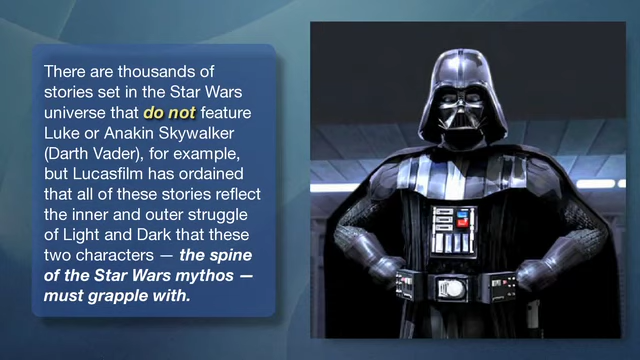 There are thousands of
stories set in the Star Wars
universe that do not feature
Luke or Anakin Skywalker
(Darth Vader), for example,
but Lucasfilm has ordained
that all of these stories reflect
the inner and outer struggle
of Light and Dark that these
two characters — the spine
of the Star Wars mythos —
must grapple with.